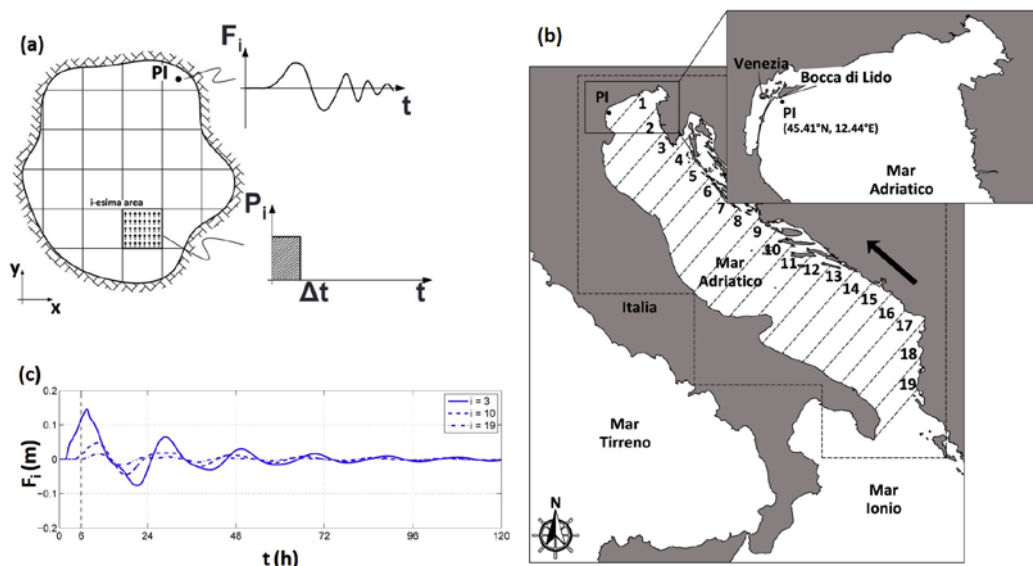 (a)
PI
F i
t
i-esima area
P i
Δt
t
y
x
(b)
Venezia
Bocca di Lido
PI
(45.41°N, 12.44°E)
Mar
Adriatico
PI
1
2
3
4
5
6
7
8
9
10
11
12
13
14
15
16
17
18
19
Mar
Adriatico
Italia
Mar
Tirreno
Mar
Ionio
N
(c)
F i (m)
0.2
0.1
0
−0.1
−0.2
i = 3
i = 10
i = 19
0 6 24 48 72 96 120
t (h)